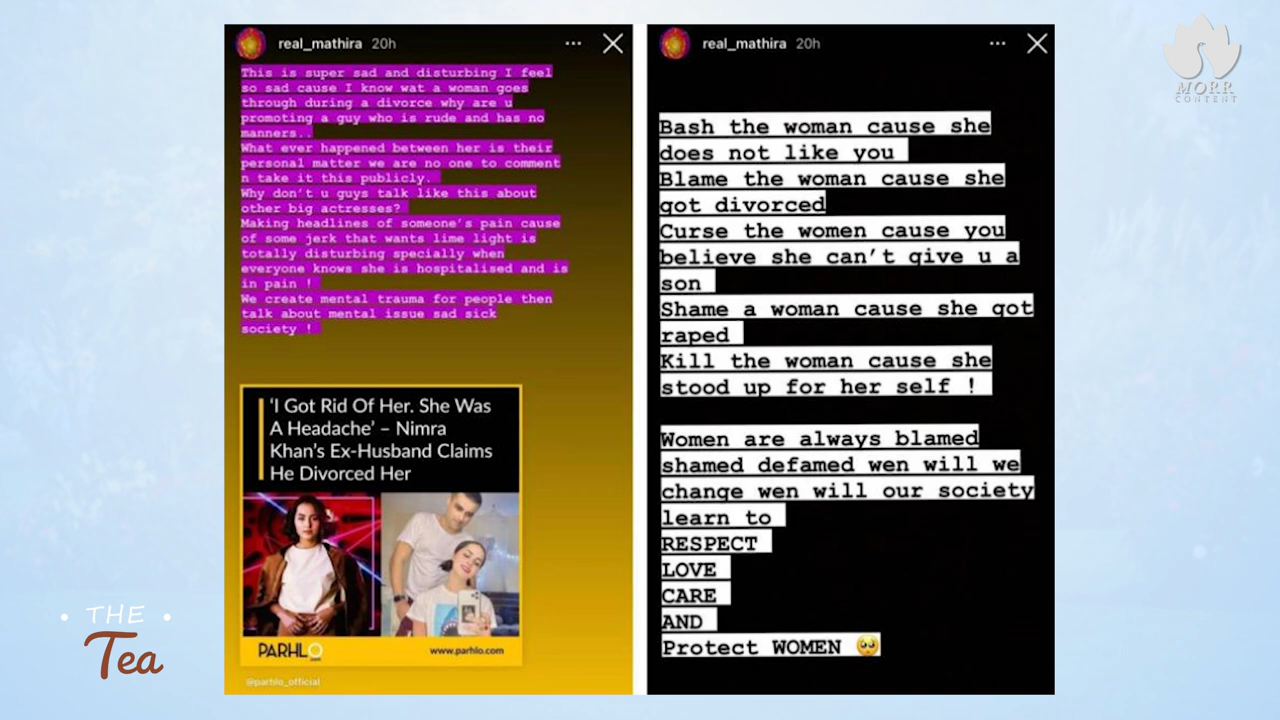 real_mathira 20h
This is super sad and disturbing I feel
so sad cause I know wat a woman goes
through during a divorce why are u
promoting a guy who is rude and has no
manners..
What ever happened between her is their
personal matter we are no one to comment
n take it this publicly.
Why don't u guys talk like this about
other big actresses?
Making headlines of someone's pain cause
of some jerk that wants lime light is
totally disturbing specially when
everyone knows she is hospitalised and is
in pain !
We create mental trauma for people then
talk about mental issue sad sick
society !
'I Got Rid Of Her. She Was
A Headache' – Nimra
Khan's Ex-Husband Claims
He Divorced Her
PARHLO
.com
www.parhlo.com
@parhlo_official
real_mathira 20h
Bash the woman cause she
does not like you
Blame the woman cause she
got divorced
Curse the women cause you
believe she can't give u a
son
Shame a woman cause she got
raped
Kill the woman cause she
stood up for her self !
Women are always blamed
shamed defamed wen will we
change wen will our society
learn to
RESPECT
LOVE
CARE
AND
Protect WOMEN 🥺
MORR
CONTENT
• THE •
Tea